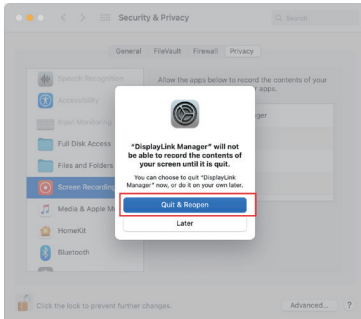 Security & Privacy
Search
General
FileVault
Firewall
Privacy
Speech Recognition
Accessibility
Input Monitoring
Full Disk Access
Files and Folders
Screen Recording
Media & Apple M
HomeKit
Bluetooth
Allow the apps below to record the contents of your
r apps.
ger
"DisplayLink Manager" will not
be able to record the contents of
your screen until it is quit.
You can choose to quit "DisplayLink
Manager" now, or do it on your own later.
Quit & Reopen
Later
Click the lock to prevent further changes.
Advanced...
?